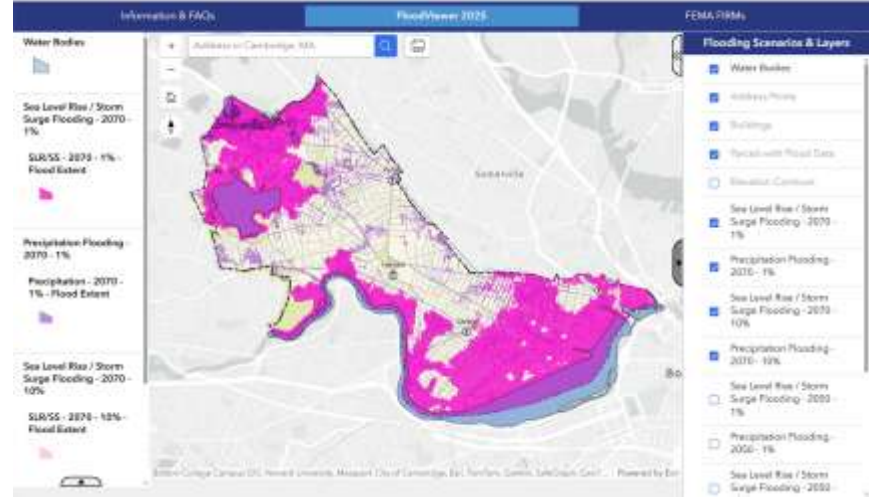 Information & FAQs
FloodViewer 2025
FEMA FIRMs
Water Bodies
Sea Level Rise / Storm
Surge Flooding - 2070 -
1%
SLR/SS - 2070 - 1% -
Flood Extent
Precipitation Flooding -
2070 - 1%
Precipitation - 2070 -
1% - Flood Extent
Sea Level Rise / Storm
Surge Flooding - 2070 -
10%
SLR/SS - 2070 - 10% -
Flood Extent
+
Address in Cambridge, MA
−
Somerville
Bo
Powered by Esri
Flooding Scenarios & Layers
Water Bodies
Address Points
Buildings
Parcel with Flood Data
Elevation Contours
Sea Level Rise / Storm
Surge Flooding - 2070 -
1%
Precipitation Flooding -
2070 - 1%
Sea Level Rise / Storm
Surge Flooding - 2070 -
10%
Precipitation Flooding -
2070 - 10%
Sea Level Rise / Storm
Surge Flooding - 2050 -
1%
Precipitation Flooding -
2050 - 1%
Sea Level Rise / Storm
Surge Flooding - 2050 -